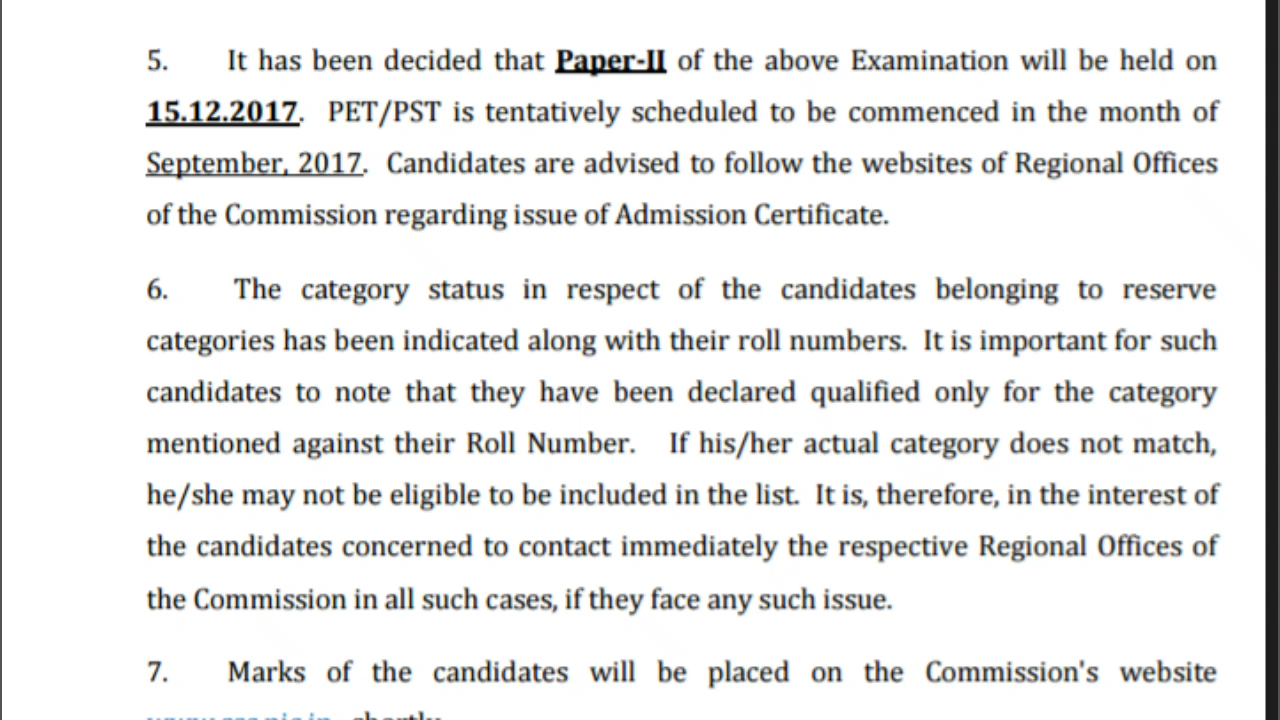 5. It has been decided that Paper-II of the above Examination will be held on
15.12.2017. PET/PST is tentatively scheduled to be commenced in the month of
September, 2017. Candidates are advised to follow the websites of Regional Offices
of the Commission regarding issue of Admission Certificate.
6. The category status in respect of the candidates belonging to reserve
categories has been indicated along with their roll numbers. It is important for such
candidates to note that they have been declared qualified only for the category
mentioned against their Roll Number. If his/her actual category does not match,
he/she may not be eligible to be included in the list. It is, therefore, in the interest of
the candidates concerned to contact immediately the respective Regional Offices of
the Commission in all such cases, if they face any such issue.
7. Marks of the candidates will be placed on the Commission's website
shortly